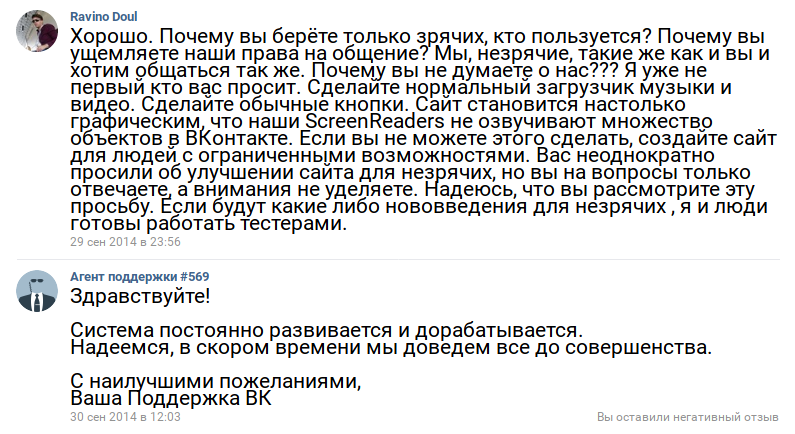 Ravino Doul
Хорошо. Почему вы берёте только зрячих, кто пользуется? Почему вы
ущемляете наши права на общение? Мы, незрячие, такие же как и вы и
хотим общаться так же. Почему вы не думаете о нас??? Я уже не
первый кто вас просит. Сделайте нормальный загрузчик музыки и
видео. Сделайте обычные кнопки. Сайт становится настолько
графическим, что наши ScreenReaders не озвучивают множество
объектов в ВКонтакте. Если вы не можете этого сделать, создайте сайт
для людей с ограниченными возможностями. Вас неоднократно
просили об улучшении сайта для незрячих, но вы на вопросы только
отвечаете, а внимания не уделяете. Надеюсь, что вы рассмотрите эту
просьбу. Если будут какие либо нововведения для незрячих , я и люди
готовы работать тестерами.
29 сен 2014 в 23:56
Агент поддержки #569
Здравствуйте!
Система постоянно развивается и дорабатывается.
Надеемся, в скором времени мы доведем все до совершенства.
С наилучшими пожеланиями,
Ваша Поддержка ВК
30 сен 2014 в 12:03 Вы оставили негативный отзыв